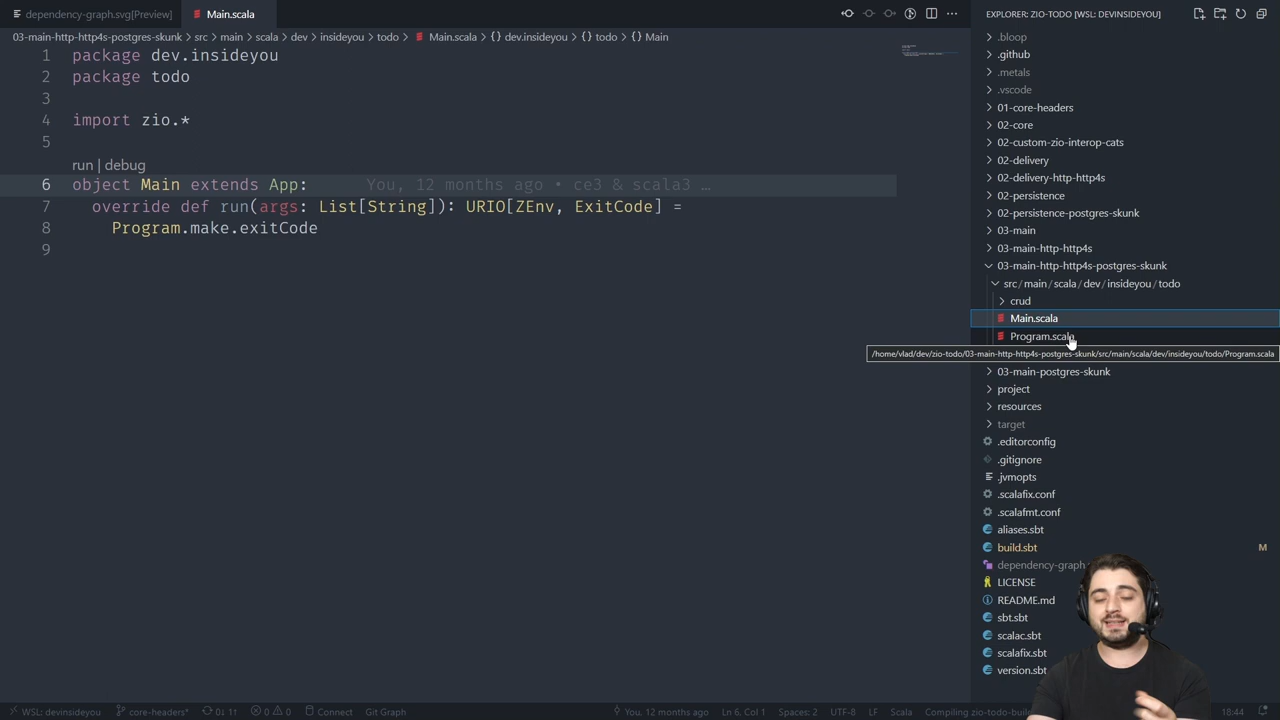 dependency-graph.svg[Preview]
Main.scala
EXPLORER: ZIO-TODO [WSL: DEVINSIDEYOU]
03-main-http-http4s-postgres-skunk > src > main > scala > dev > insideyou > todo > Main.scala > {} dev.insideyou > {} todo > {} Main
1 package dev.insideyou
2 package todo
3
4 import zio.*
5
run | debug
6 object Main extends App: You, 12 months ago • ce3 & scala3 …
7 override def run(args: List[String]): URIO[ZEnv, ExitCode] =
8 Program.make.exitCode
9
.bloop
.github
.metals
.vscode
01-core-headers
02-core
02-custom-zio-interop-cats
02-delivery
02-delivery-http-http4s
02-persistence
02-persistence-postgres-skunk
03-main
03-main-http-http4s
03-main-http-http4s-postgres-skunk
src / main / scala / dev / insideyou / todo
crud
Main.scala
Program.scala
/home/vlad/dev/zio-todo/03-main-http-http4s-postgres-skunk/src/main/scala/dev/insideyou/todo/Program.scala
03-main-postgres-skunk
project
resources
target
.editorconfig
.gitignore
.jvmopts
.scalafix.conf
.scalafmt.conf
aliases.sbt
build.sbt M
dependency-graph
LICENSE
README.md
sbt.sbt
scalac.sbt
scalafix.sbt
version.sbt
WSL: devinsideyou core-headers* 0↓ 1↑ 0 0 Connect Git Graph You, 12 months ago Ln 6, Col 1 Spaces: 2 UTF-8 LF Scala Compiling zio-todo-build 18:44